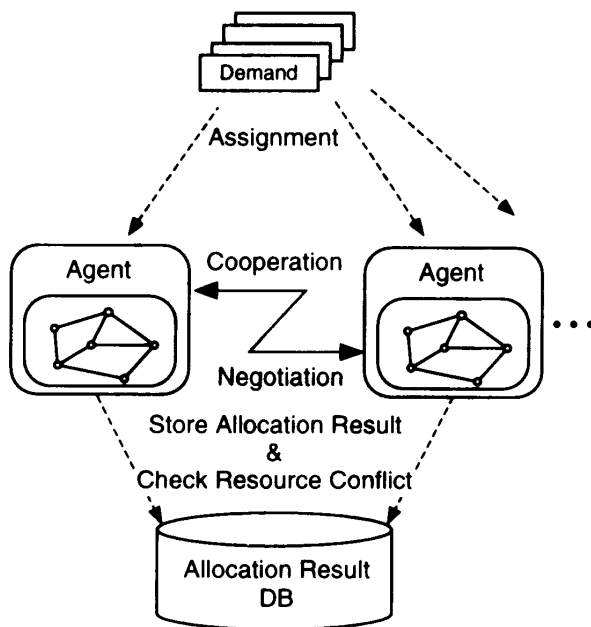 Demand
Assignment
Agent
Cooperation
Agent
Negotiation
Store Allocation Result
&
Check Resource Conflict
Allocation Result
DB